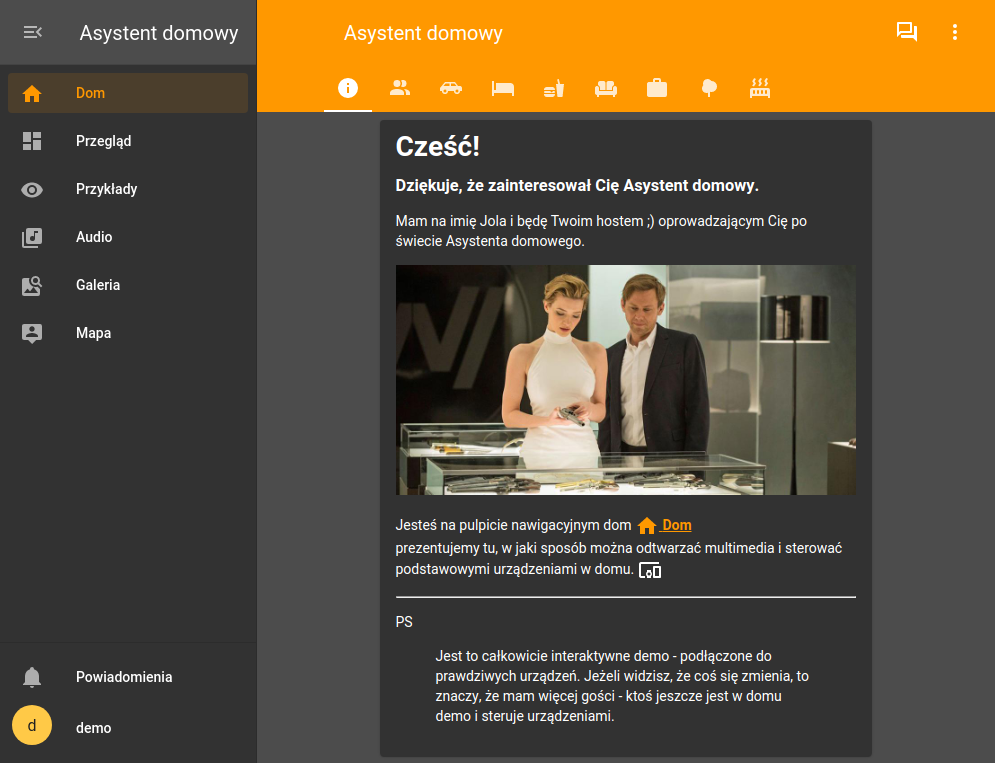 Asystent domowy
Dom
Przegląd
Przykłady
Audio
Galeria
Mapa
Powiadomienia
d
demo
Asystent domowy
Cześć!
Dziękuje, że zainteresował Cię Asystent domowy.
Mam na imię Jola i będę Twoim hostem ;) oprowadzającym Cię po
świecie Asystenta domowego.
Jesteś na pulpicie nawigacyjnym dom Dom
prezentujemy tu, w jaki sposób można odtwarzać multimedia i sterować
podstawowymi urządzeniami w domu.
PS
Jest to całkowicie interaktywne demo - podłączone do
prawdziwych urządzeń. Jeżeli widzisz, że coś się zmienia, to
znaczy, że mam więcej gości - ktoś jeszcze jest w domu
demo i steruje urządzeniami.